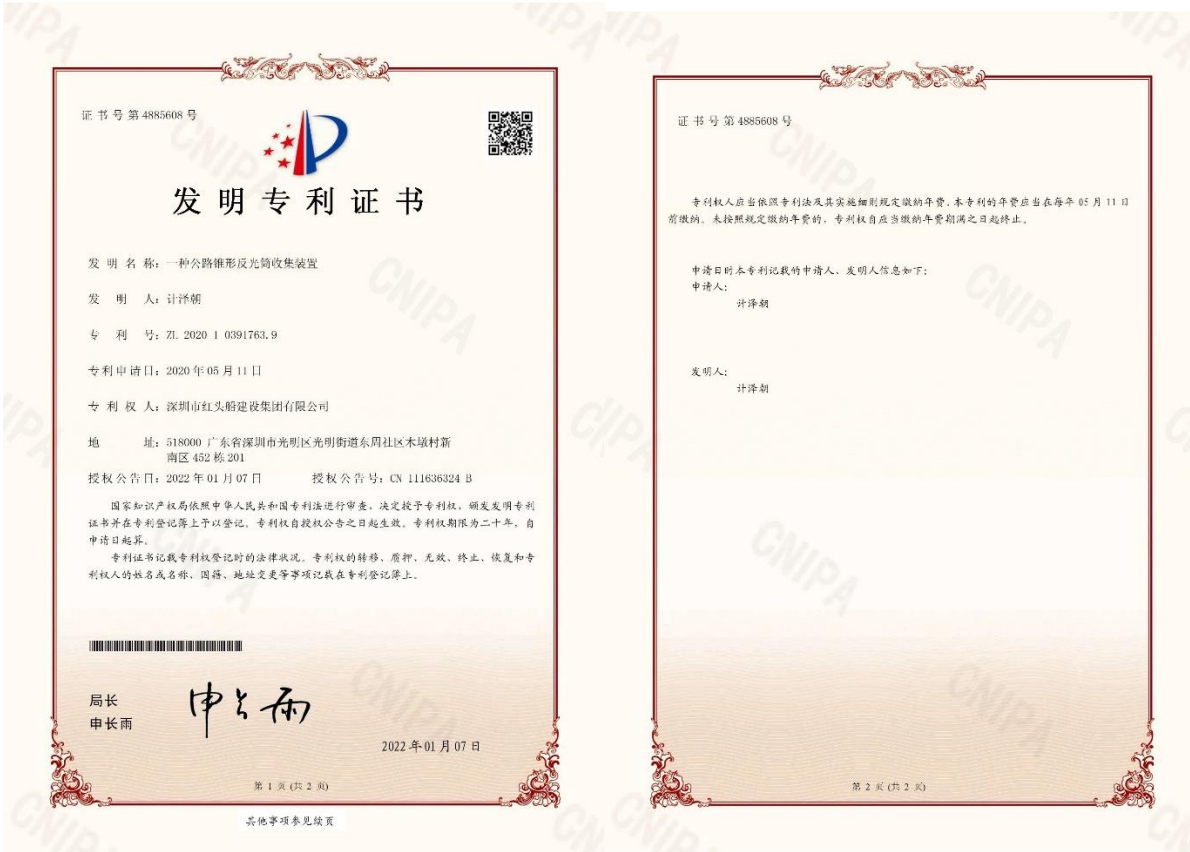 证书号第4885608号
发明专利证书
发明名称：一种公路锥形反光筒收集装置
发明人：计泽朝
专利号：ZL 2020 1 0391763.9
专利申请日：2020年05月11日
专利权人：深圳市红头船建设集团有限公司
地址：518000 广东省深圳市光明区光明街道东周社区木墩村新
南区452栋201
授权公告日：2022年01月07日 授权公告号：CN 111636324 B
国家知识产权局依照中华人民共和国专利法进行审查，决定授予专利权，颁发发明专利
证书并在专利登记簿上予以登记。专利权自授权公告之日起生效。专利权期限为二十年，自
申请日起算。
专利证书记载专利权登记时的法律状况。专利权的转移、质押、无效、终止、恢复和专
利权人的姓名或名称、国籍、地址变更等事项记载在专利登记簿上。
局长
申长雨
申长雨
2022年01月07日
第 1 页 (共 2 页)
其他事项参见续页
证书号第4885608号
专利权人应当依照专利法及其实施细则规定缴纳年费。本专利的年费应当在每年05月11日
前缴纳。未按照规定缴纳年费的，专利权自应当缴纳年费期满之日起终止。
申请日时本专利记载的申请人、发明人信息如下：
申请人：
计泽朝
发明人：
计泽朝
第 2 页 (共 2 页)
CNIPA